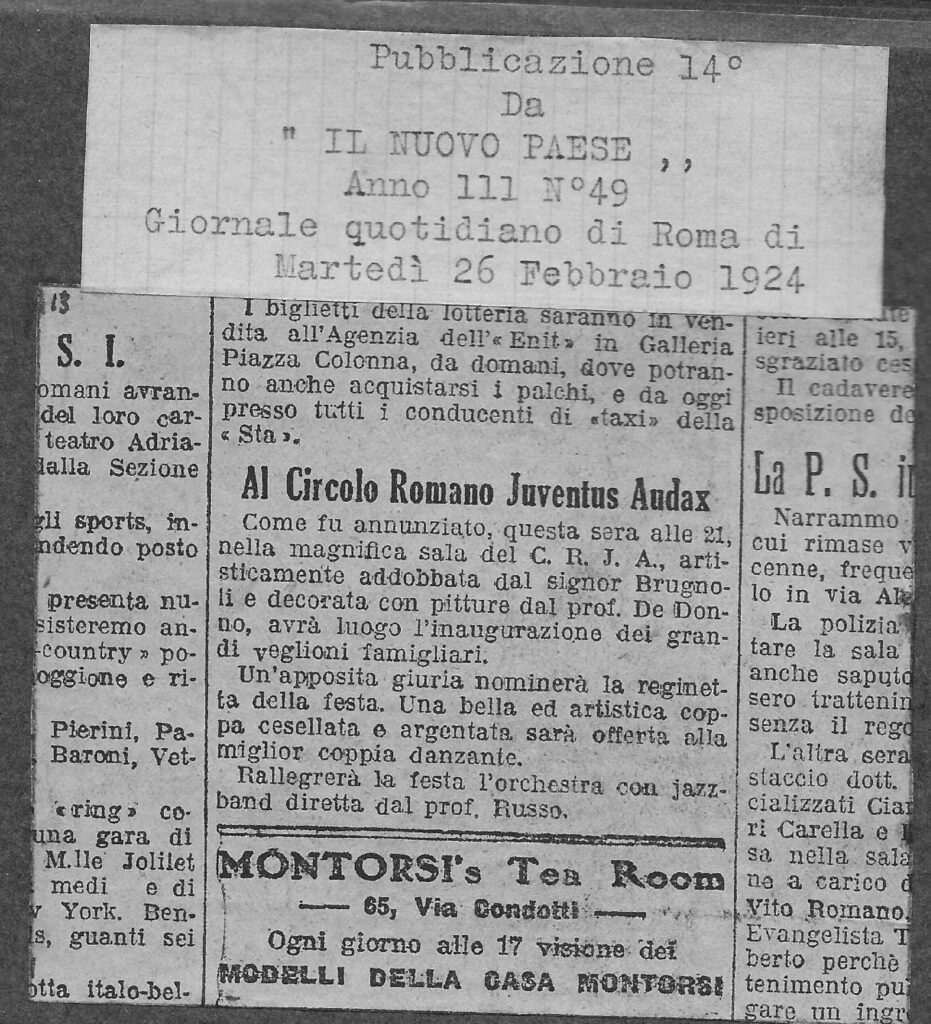 Pubblicazione 14°
Da
" IL NUOVO PAESE ,,
Anno 111 N°49
Giornale quotidiano di Roma di
Martedì 26 Febbraio 1924
13
S. I.
omani avran-
del loro car-
teatro Adria-
dalla Sezione
gli sports, in-
ndendo posto
presenta nu-
sisteremo an-
-country » po-
oggione e ri-
Pierini, Pa-
Baroni, Vet-
«ring» co-
una gara di
M.lle Jolilet
medi e di
York. Ben-
s, guanti sei
otta italo-bel-
I biglietti della lotteria saranno in ven-
dita all'Agenzia dell'« Enit» in Galleria
Piazza Colonna, da domani, dove potran-
no anche acquistarsi i palchi, e da oggi
presso tutti i conducenti di «taxi» della
« Sta ».
Al Circolo Romano Juventus Audax
Come fu annunziato, questa sera alle 21,
nella magnifica sala del C. R. J. A., arti-
sticamente addobbata dal signor Brugno-
li e decorata con pitture dal prof. De Don-
no, avrà luogo l'inaugurazione dei gran-
di veglioni famigliari.
Un'apposita giuria nominerà la reginet-
ta della festa. Una bella ed artistica cop-
pa cesellata e argentata sarà offerta alla
miglior coppia danzante.
Rallegrerà la festa l'orchestra con jazz-
band diretta dal prof. Russo.
MONTORSI's Tea Room
— 65, Via Condotti —
Ogni giorno alle 17 visione dei
MODELLI DELLA CASA MONTORSI
ieri alle 15,
sgraziato ces
Il cadavere
sposizione de
La P. S. i
Narrammo
cui rimase v
cenne, freque
lo in via Al
La polizia
tare la sala
anche saputo
sero trattenin
senza il rego
L'altra sera
staccio dott.
cializzati Cian
ri Carella e
sa nella sala
ne a carico d
Vito Romano,
Evangelista T
berto perchè
tenimento pu
gare un ingr